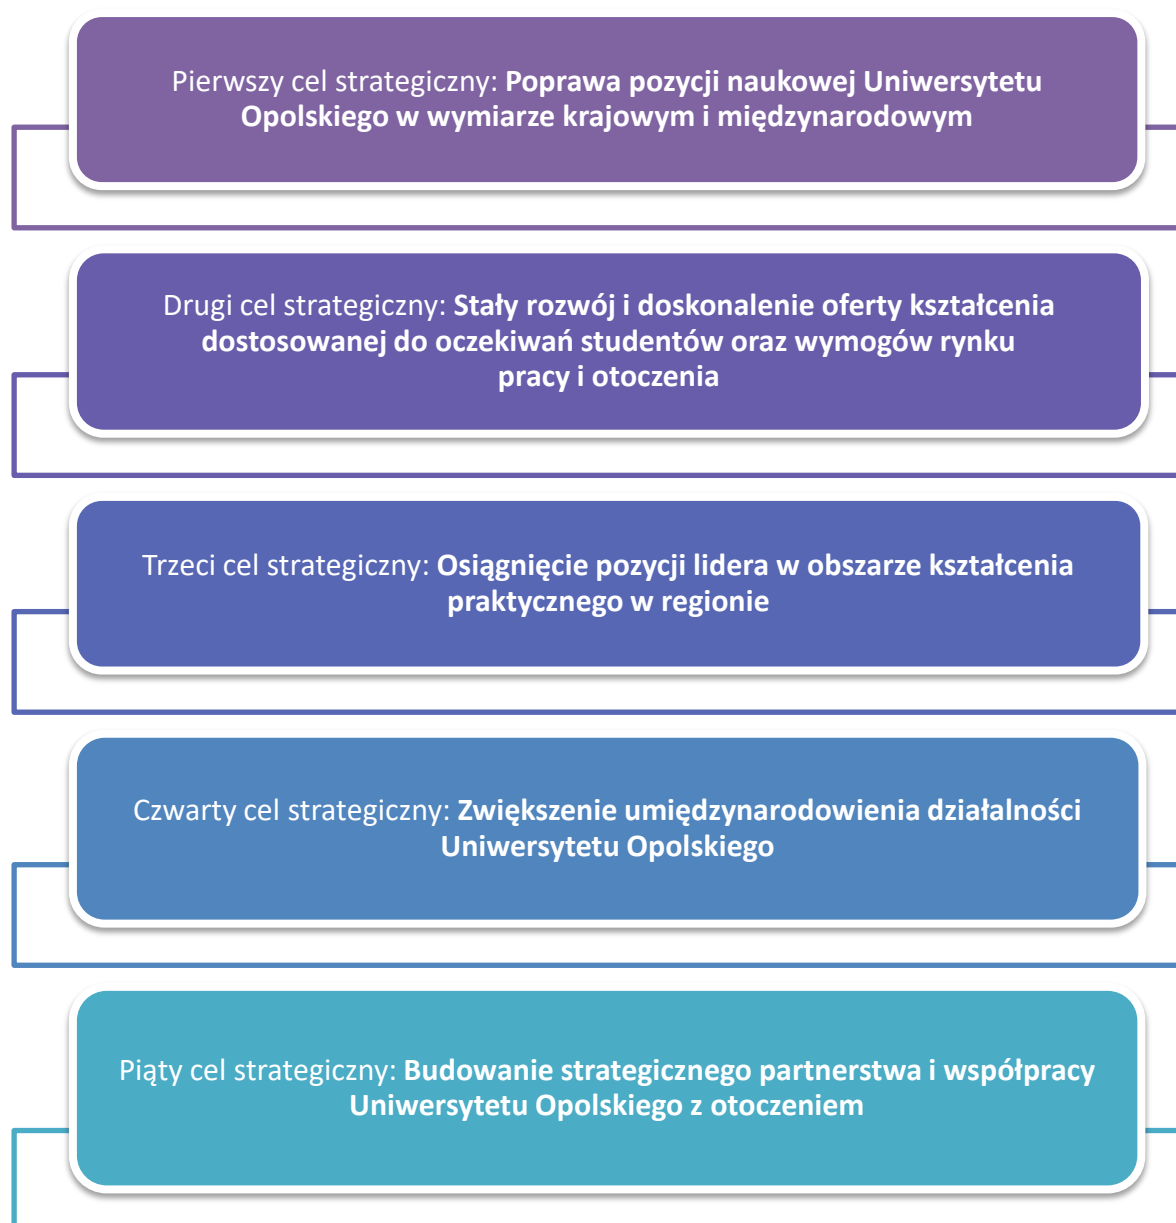 Pierwszy cel strategiczny: Poprawa pozycji naukowej Uniwersytetu
Opolskiego w wymiarze krajowym i międzynarodowym
Drugi cel strategiczny: Stały rozwój i doskonalenie oferty kształcenia
dostosowanej do oczekiwań studentów oraz wymogów rynku
pracy i otoczenia
Trzeci cel strategiczny: Osiągnięcie pozycji lidera w obszarze kształcenia
praktycznego w regionie
Czwarty cel strategiczny: Zwiększenie umiędzynarodowienia działalności
Uniwersytetu Opolskiego
Piąty cel strategiczny: Budowanie strategicznego partnerstwa i współpracy
Uniwersytetu Opolskiego z otoczeniem